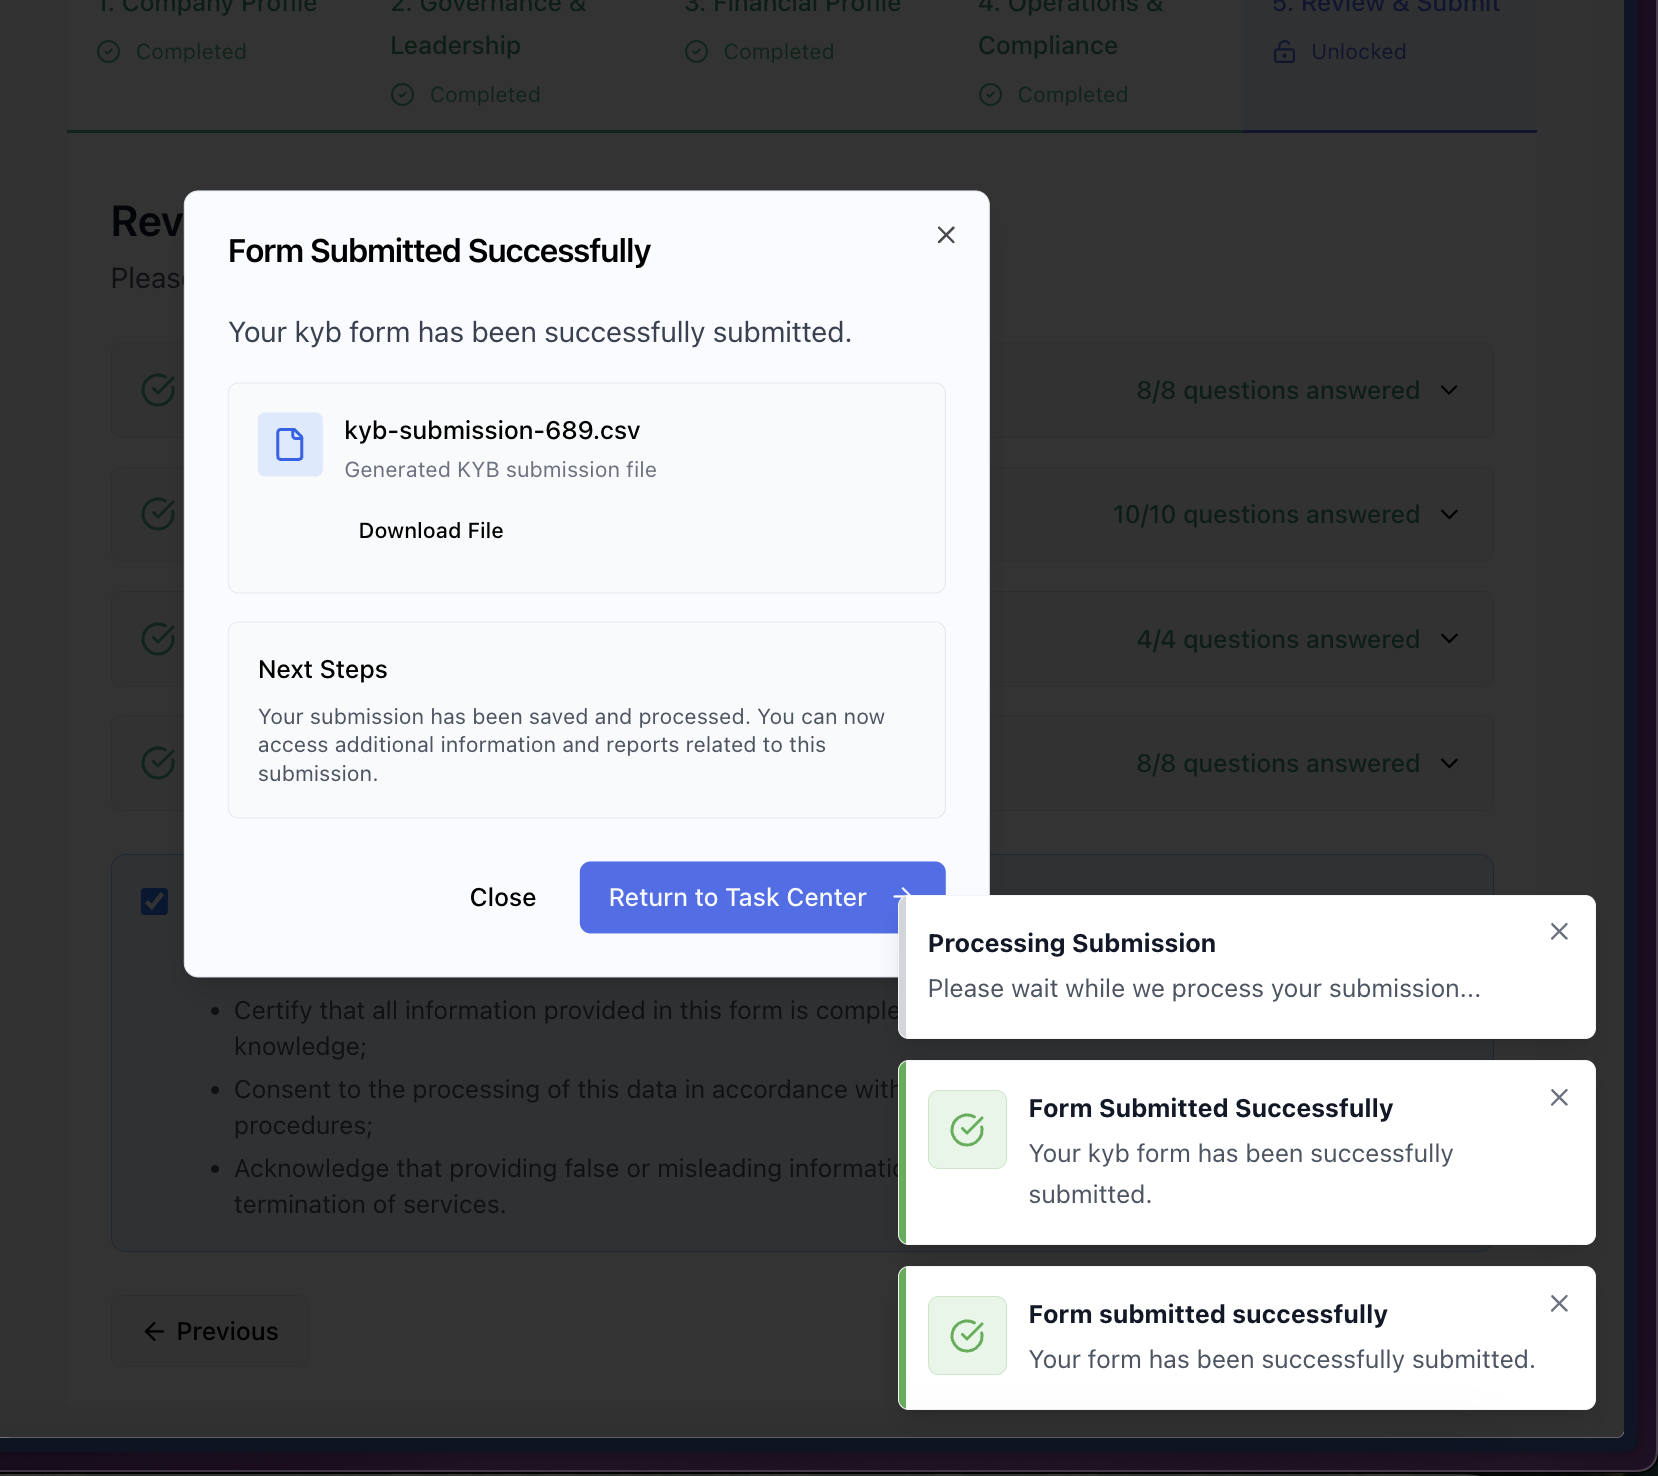 1. Company Profile
Completed
2. Governance &
Leadership
Completed
3. Financial Profile
Completed
4. Operations &
Compliance
Completed
5. Review & Submit
Unlocked
Rev
Please
Form Submitted Successfully
Your kyb form has been successfully submitted.
kyb-submission-689.csv
Generated KYB submission file
Download File
Next Steps
Your submission has been saved and processed. You can now
access additional information and reports related to this
submission.
Close
Return to Task Center
8/8 questions answered
10/10 questions answered
4/4 questions answered
8/8 questions answered
Certify that all information provided in this form is comple
knowledge;
Consent to the processing of this data in accordance with
procedures;
Acknowledge that providing false or misleading informatio
termination of services.
Previous
Processing Submission
Please wait while we process your submission...
Form Submitted Successfully
Your kyb form has been successfully
submitted.
Form submitted successfully
Your form has been successfully submitted.